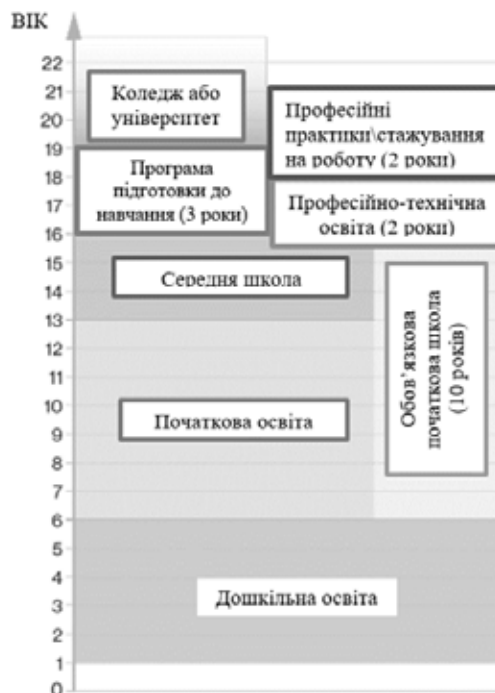 ВІК
22
21
20
19
18
17
16
15
14
13
12
11
10
9
8
7
6
5
4
3
2
1
0
Коледж або
університет
Професійні
практики\стажування
на роботу (2 роки)
Програма
підготовки до
навчання (3 роки)
Професійно-технічна
освіта (2 роки)
Середня школа
Обов’язкова
початкова школа
(10 років)
Початкова освіта
Дошкільна освіта